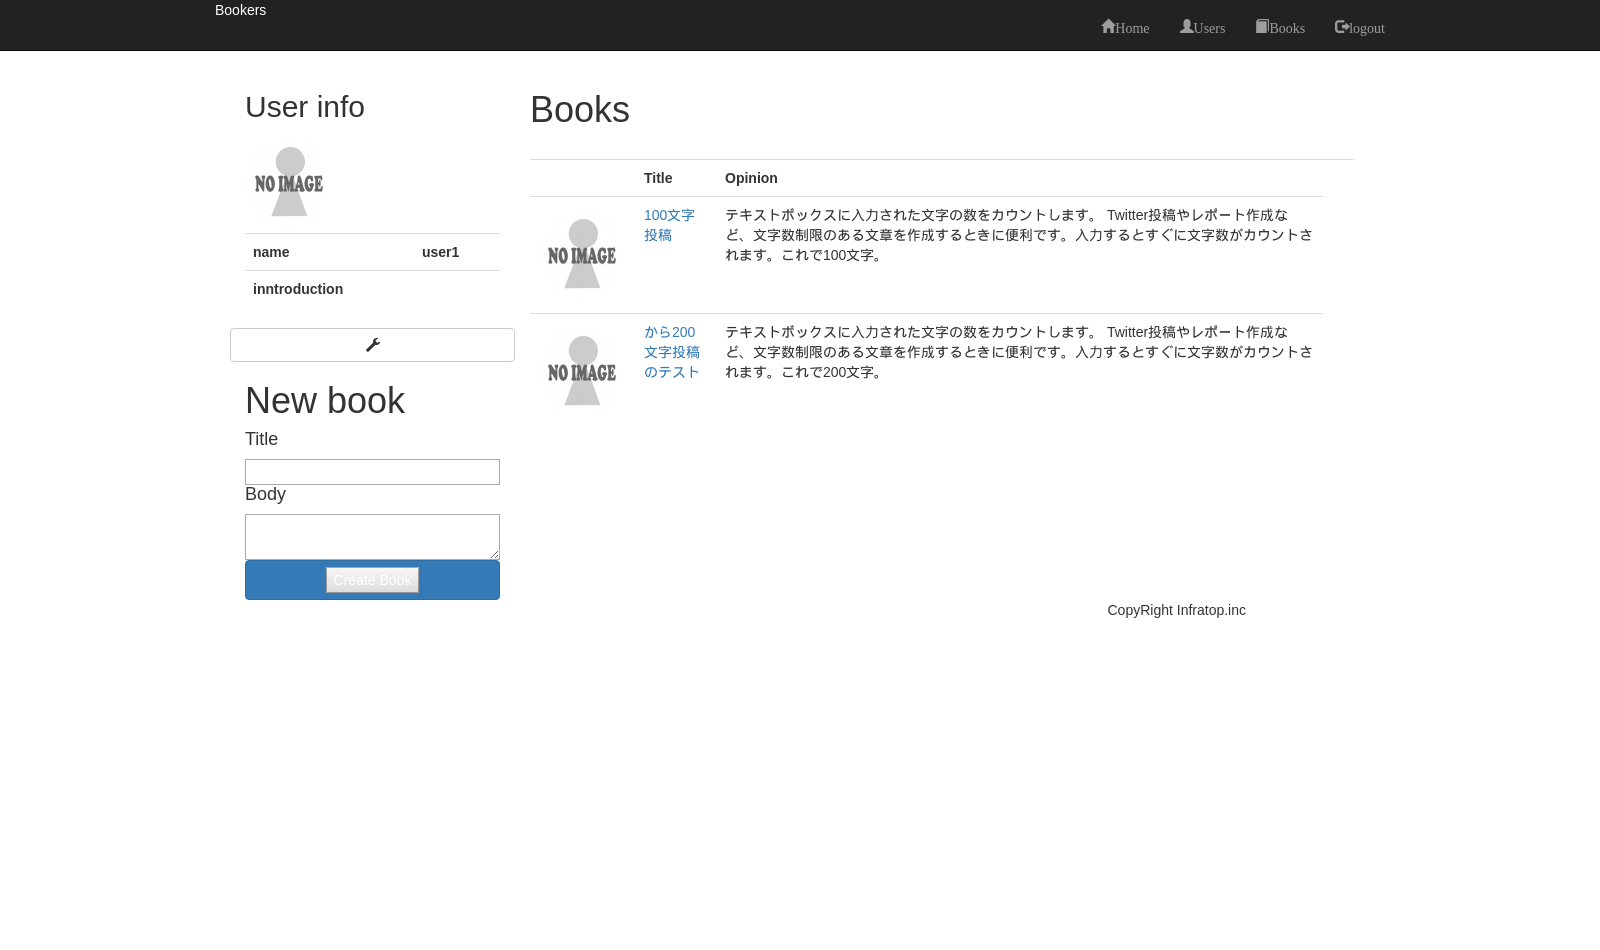 Bookers
Home Users Books logout
User info
NO IMAGE
name user1
inntroduction
New book
Title
Body
Create Book
Books
Title Opinion
NO IMAGE
100文字
投稿
テキストボックスに入力された文字の数をカウントします。 Twitter投稿やレポート作成な
ど、文字数制限のある文章を作成するときに便利です。入力するとすぐに文字数がカウントさ
れます。これで100文字。
NO IMAGE
から200
文字投稿
のテスト
テキストボックスに入力された文字の数をカウントします。 Twitter投稿やレポート作成な
ど、文字数制限のある文章を作成するときに便利です。入力するとすぐに文字数がカウントさ
れます。これで200文字。
CopyRight Infratop.inc